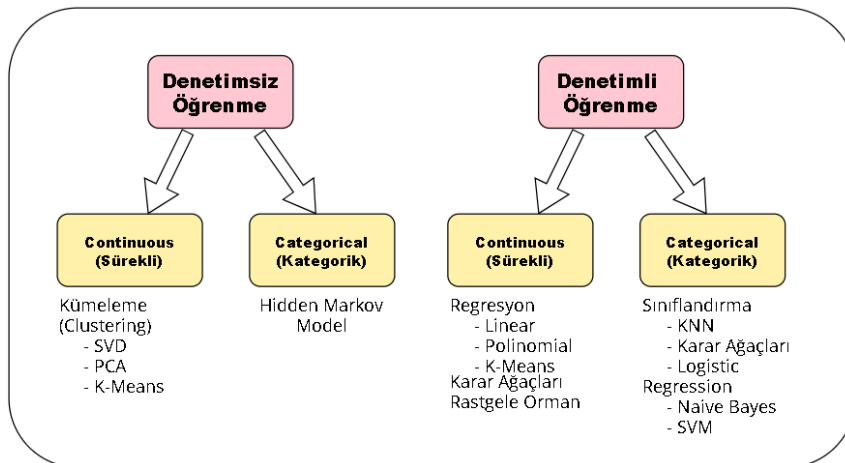 Denetimsiz
Öğrenme
Denetimli
Öğrenme
Continuous
(Sürekli)
Categorical
(Kategorik)
Continuous
(Sürekli)
Categorical
(Kategorik)
Kümeleme
(Clustering)
- SVD
- PCA
- K-Means
Hidden Markov
Model
Regresyon
- Linear
- Polinomial
- K-Means
Karar Ağaçları
Rastgele Orman
Sınıflandırma
- KNN
- Karar Ağaçları
- Logistic
Regression
- Naive Bayes
- SVM